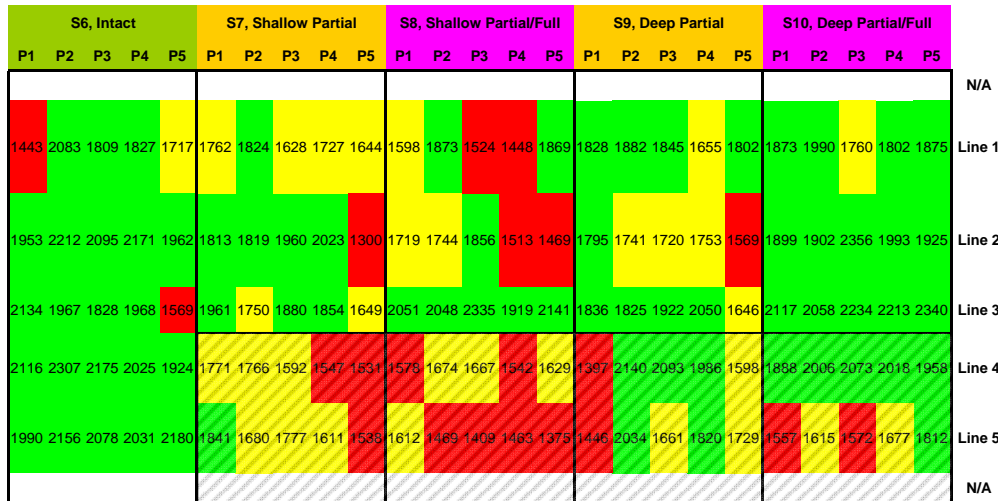 S6, Intact S7, Shallow Partial S8, Shallow Partial/Full S9, Deep Partial S10, Deep Partial/Full
P1 P2 P3 P4 P5 P1 P2 P3 P4 P5 P1 P2 P3 P4 P5 P1 P2 P3 P4 P5 P1 P2 P3 P4 P5
N/A
1443 2083 1809 1827 1717 1762 1824 1628 1727 1644 1598 1873 1524 1448 1869 1828 1882 1845 1655 1802 1873 1990 1760 1802 1875 Line 1
1953 2212 2095 2171 1962 1813 1819 1960 2023 1300 1719 1744 1856 1513 1469 1795 1741 1720 1753 1569 1899 1902 2356 1993 1925 Line 2
2134 1967 1828 1968 1569 1961 1750 1880 1854 1649 2051 2048 2335 1919 2141 1836 1825 1922 2050 1646 2117 2058 2234 2213 2340 Line 3
2116 2307 2175 2025 1924 1771 1766 1592 1547 1531 1578 1674 1667 1542 1629 1397 2140 2093 1986 1598 1888 2006 2073 2018 1958 Line 4
1990 2156 2078 2031 2180 1841 1680 1777 1611 1538 1612 1469 1409 1463 1375 1446 2034 1661 1820 1729 1557 1615 1572 1677 1812 Line 5
N/A